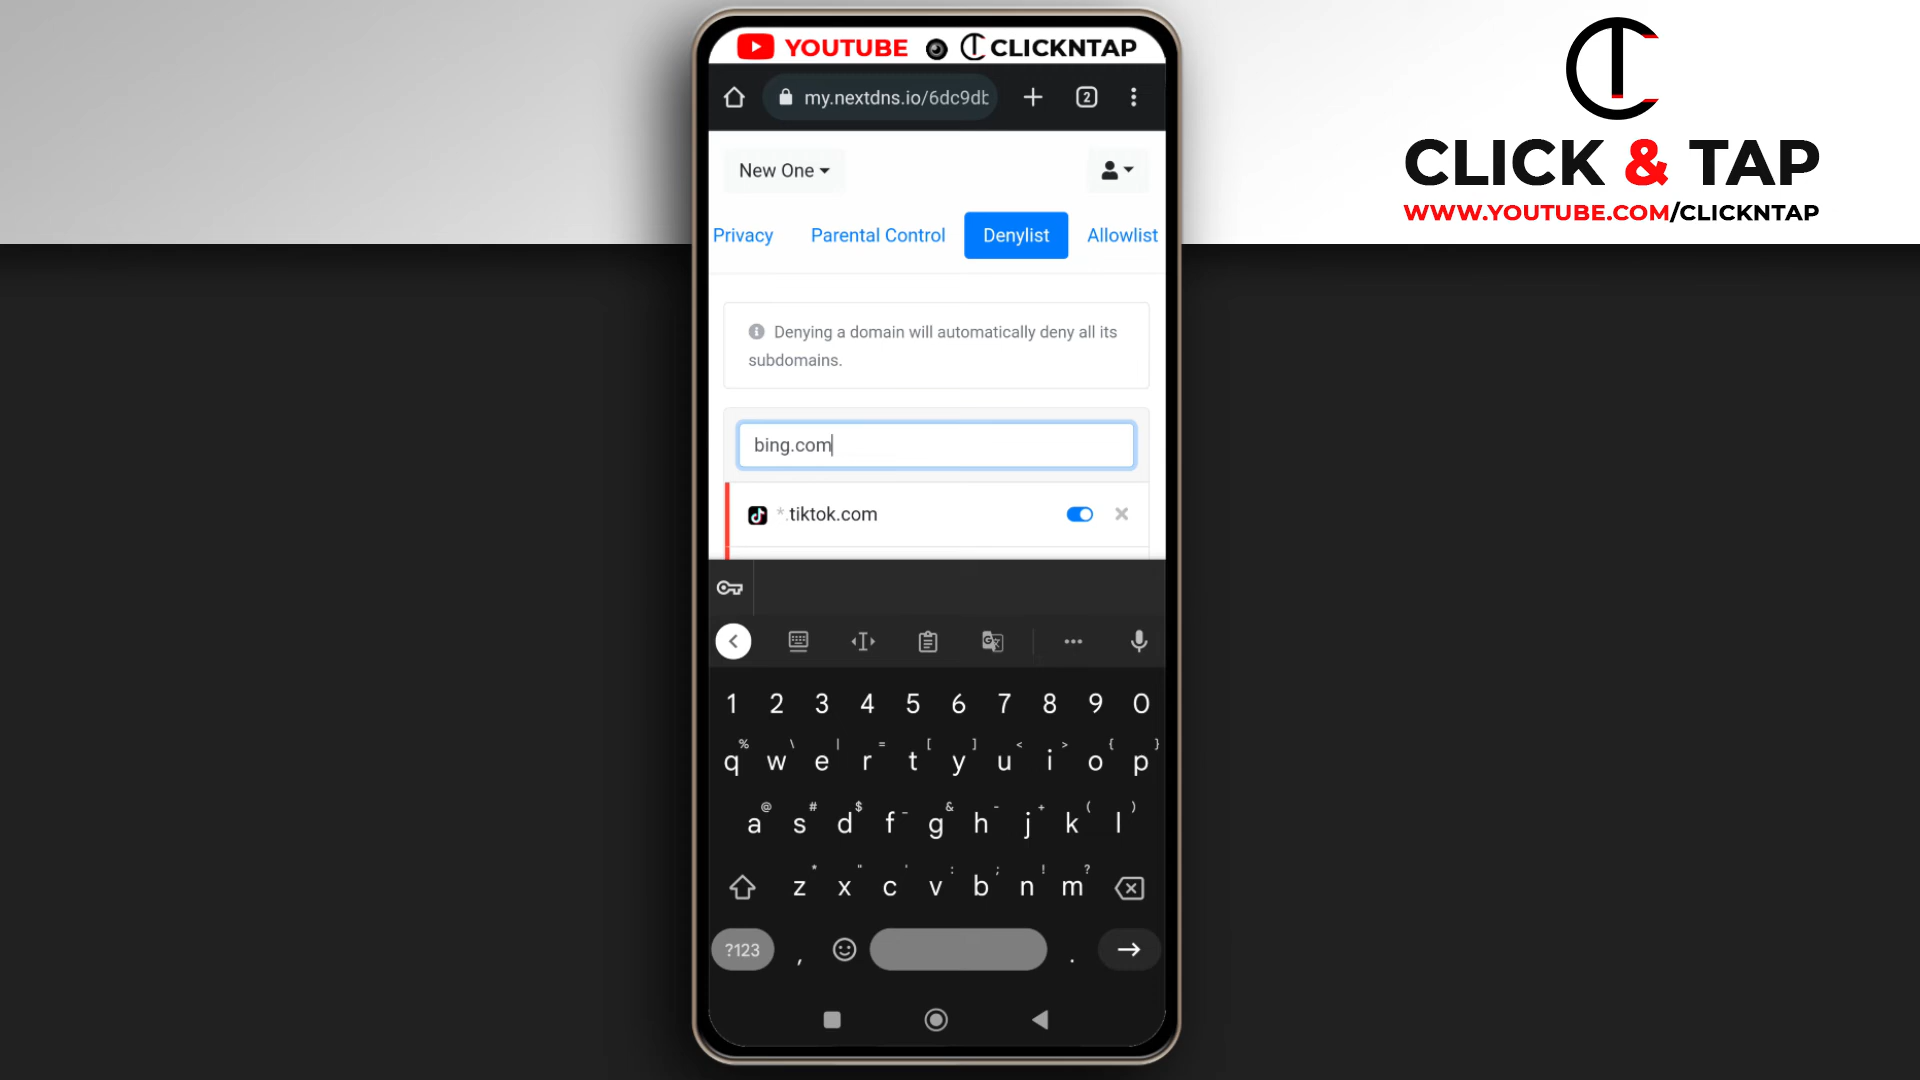 YOUTUBE CLICKNTAP
my.nextdns.io/6dc9db
2
New One
Privacy Parental Control Denylist Allowlist
Denying a domain will automatically deny all its
subdomains.
bing.com
*.tiktok.com
1 2 3 4 5 6 7 8 9 0
% \ | = [ ] < > { }
q w e r t y u i o p
@ # $ _ & - + ( )
a s d f g h j k l
* " ' : ; ! ?
z x c v b n m
?123 , .
CLICK & TAP
WWW.YOUTUBE.COM/CLICKNTAP